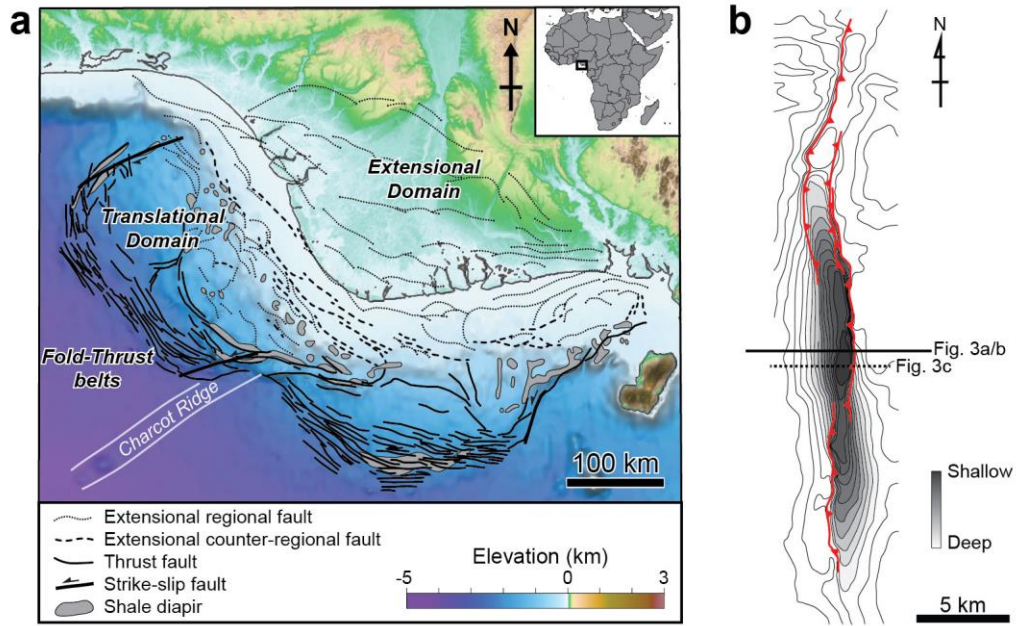 a
N
Extensional
Domain
Translational
Domain
Fold-Thrust
belts
Charcot Ridge
100 km
Extensional regional fault
Extensional counter-regional fault
Thrust fault
Strike-slip fault
Shale diapir
Elevation (km)
-5 0 3
b
N
Fig. 3a/b
Fig. 3c
Shallow
Deep
5 km